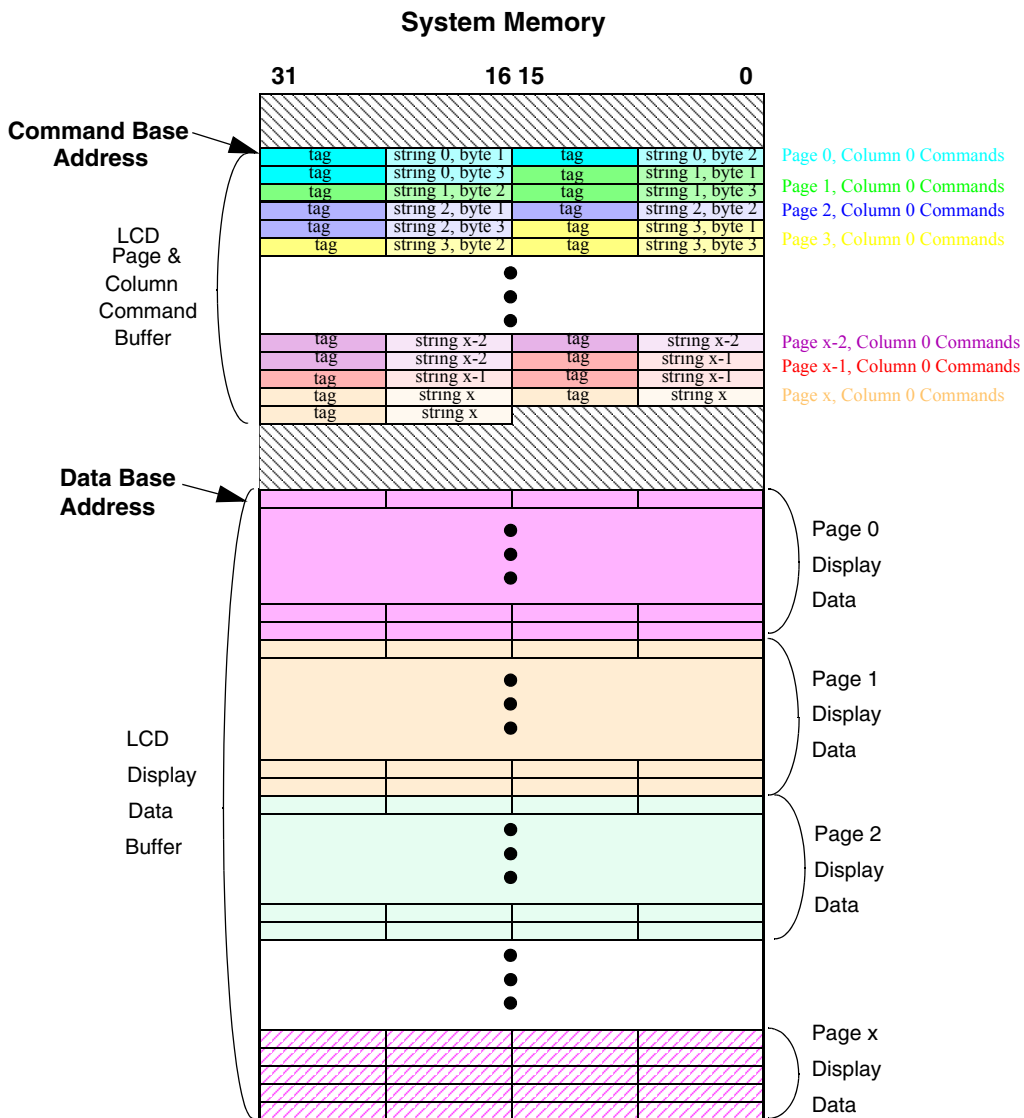 System Memory
31 16 15 0
Command Base
Address
tag string 0, byte 1 tag string 0, byte 2 Page 0, Column 0 Commands
tag string 0, byte 3 tag string 1, byte 1
tag string 1, byte 2 tag string 1, byte 3 Page 1, Column 0 Commands
tag string 2, byte 1 tag string 2, byte 2 Page 2, Column 0 Commands
tag string 2, byte 3 tag string 3, byte 1 Page 3, Column 0 Commands
tag string 3, byte 2 tag string 3, byte 3
LCD
Page &
Column
Command
Buffer
tag string x-2 tag string x-2 Page x-2, Column 0 Commands
tag string x-2 tag string x-1 Page x-1, Column 0 Commands
tag string x-1 tag string x-1
tag string x tag string x Page x, Column 0 Commands
tag string x
Data Base
Address
Page 0
Display
Data
Page 1
Display
Data
LCD
Display
Data
Buffer
Page 2
Display
Data
Page x
Display
Data